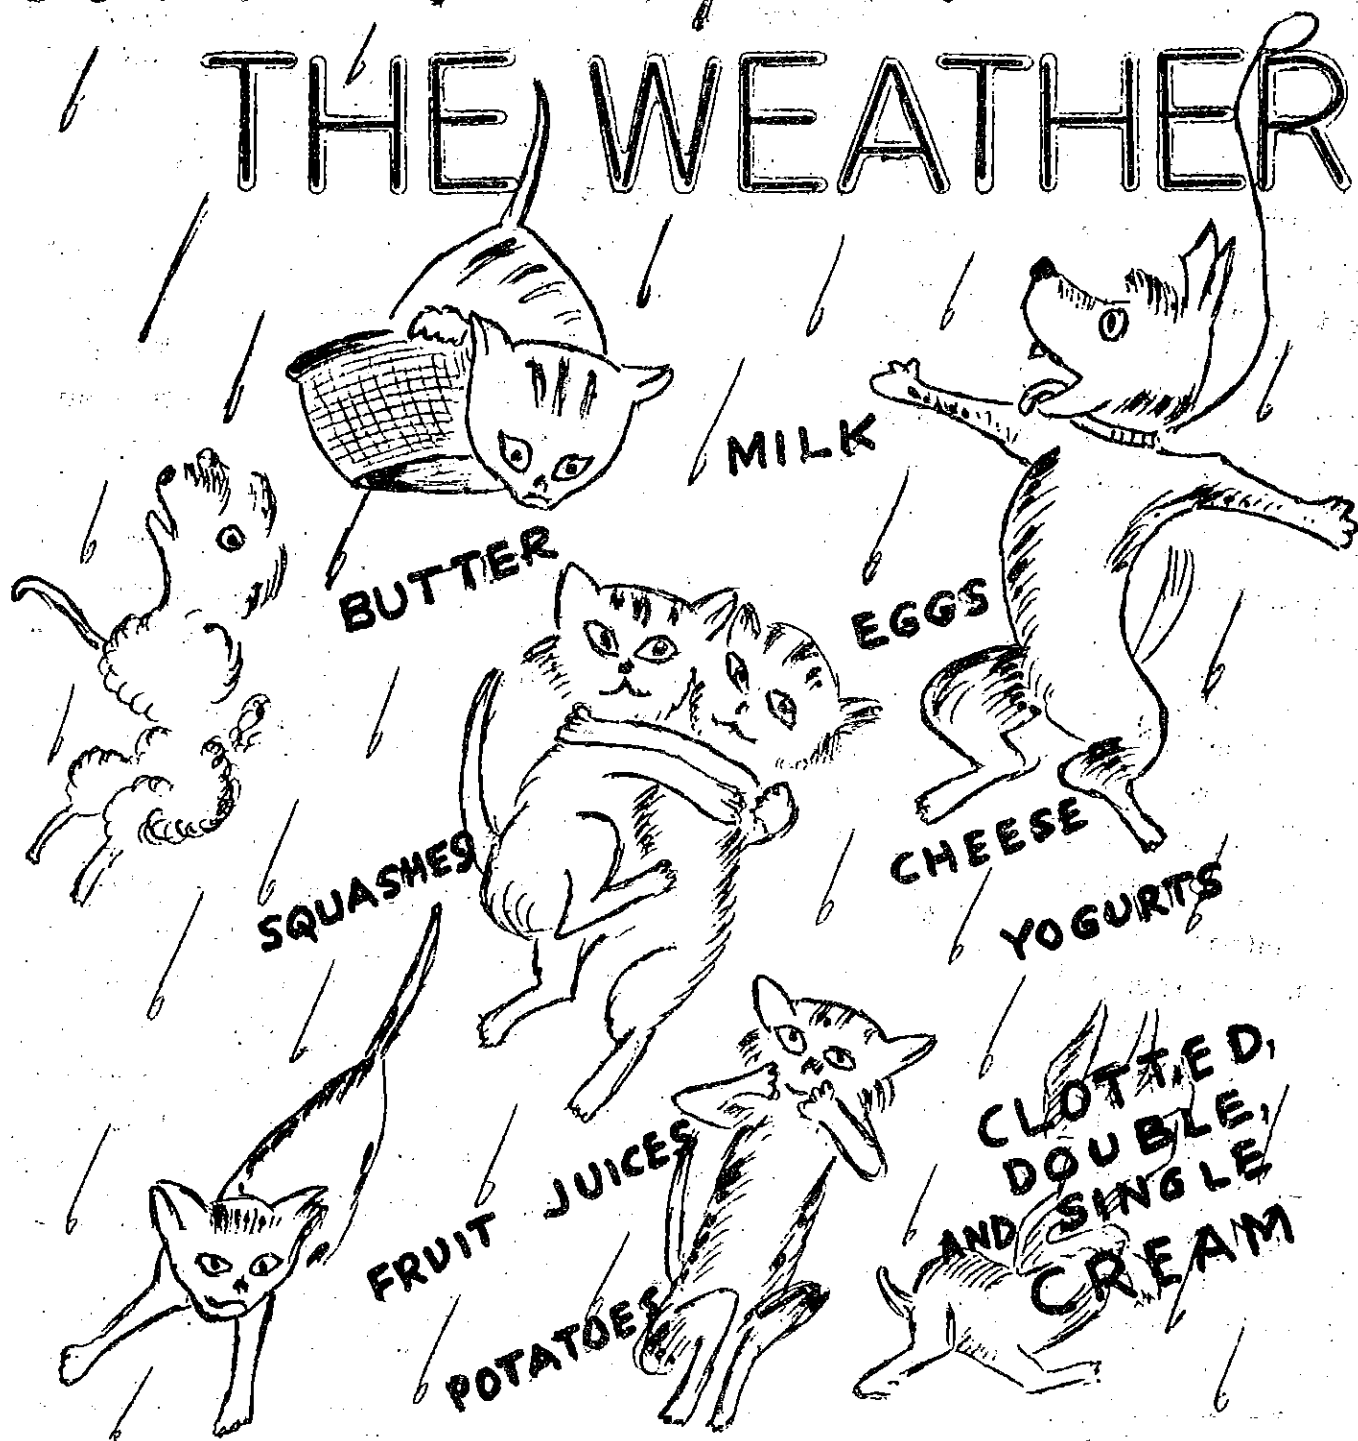 THE WEATHER
MILK
BUTTER
EGGS
SQUASHES
CHEESE
YOGURTS
CLOTTED,
DOUBLE,
AND SINGLE
CREAM
FRUIT JUICES
POTATOES